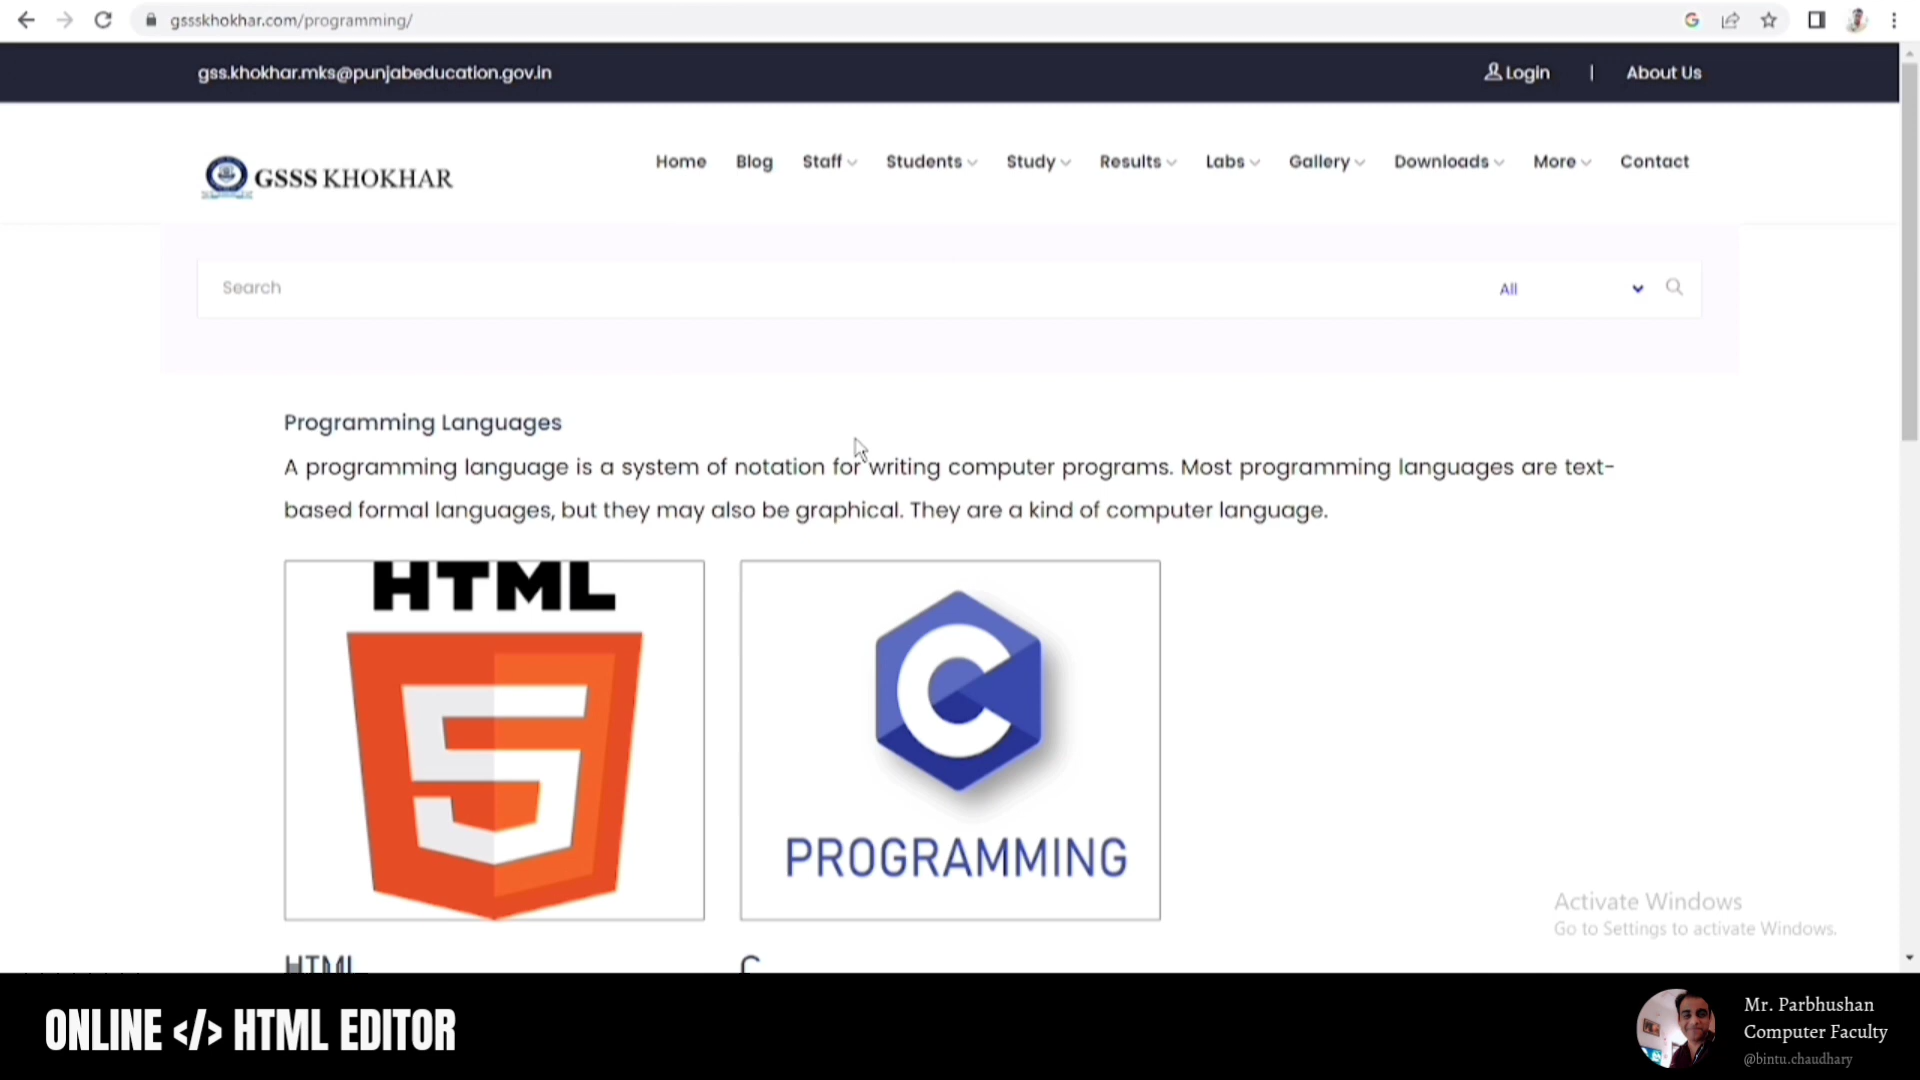 gssskhokhar.com/programming/
gss.khokhar.mks@punjabeducation.gov.in
Login | About Us
GSSS KHOKHAR
Home Blog Staff Students Study Results Labs Gallery Downloads More Contact
Search All
Programming Languages
A programming language is a system of notation for writing computer programs. Most programming languages are text-
based formal languages, but they may also be graphical. They are a kind of computer language.
HTML
5
C
PROGRAMMING
Activate Windows
Go to Settings to activate Windows.
HTML C
ONLINE </> HTML EDITOR
Mr. Parbhushan
Computer Faculty
@bintu.chaudhary